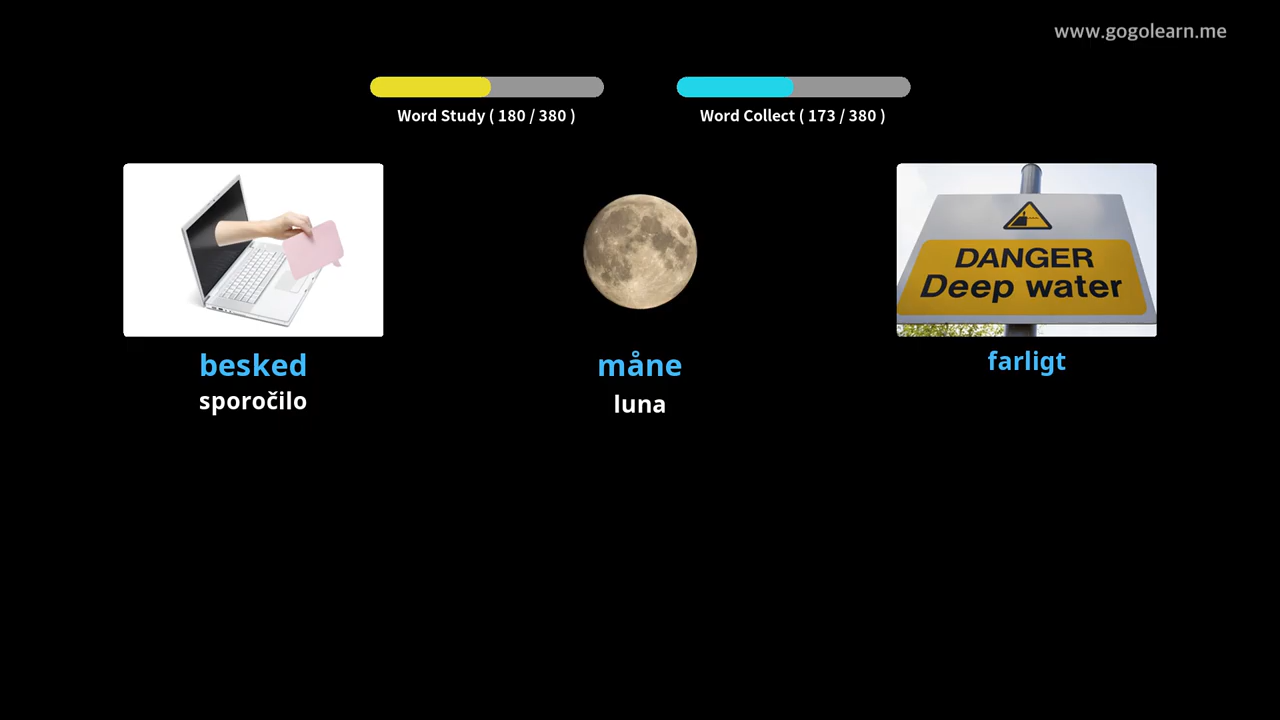 www.gogolearn.me
Word Study ( 180 / 380 )
Word Collect ( 173 / 380 )
DANGER
Deep water
besked
sporočilo
måne
luna
farligt